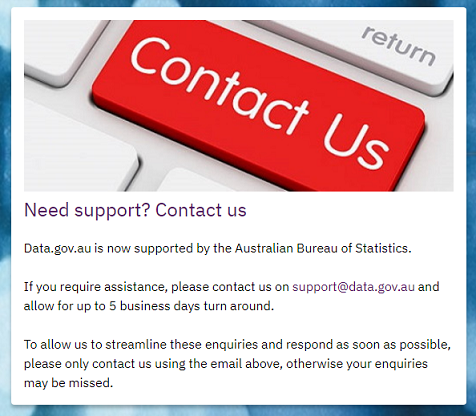 return
Contact Us
Need support? Contact us
Data.gov.au is now supported by the Australian Bureau of Statistics.
If you require assistance, please contact us on support@data.gov.au and
allow for up to 5 business days turn around.
To allow us to streamline these enquiries and respond as soon as possible,
please only contact us using the email above, otherwise your enquiries
may be missed.